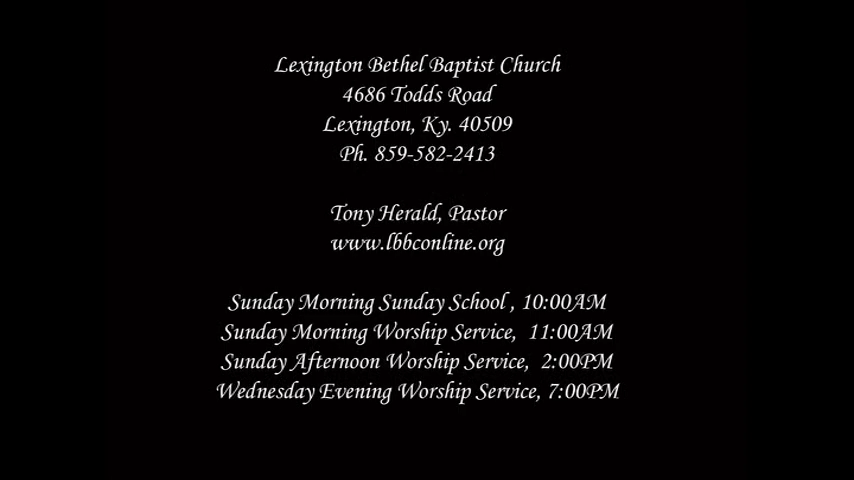 Lexington Bethel Baptist Church
4686 Todds Road
Lexington, Ky. 40509
Ph. 859-582-2413
Tony Herald, Pastor
www.lbbconline.org
Sunday Morning Sunday School , 10:00AM
Sunday Morning Worship Service, 11:00AM
Sunday Afternoon Worship Service, 2:00PM
Wednesday Evening Worship Service, 7:00PM